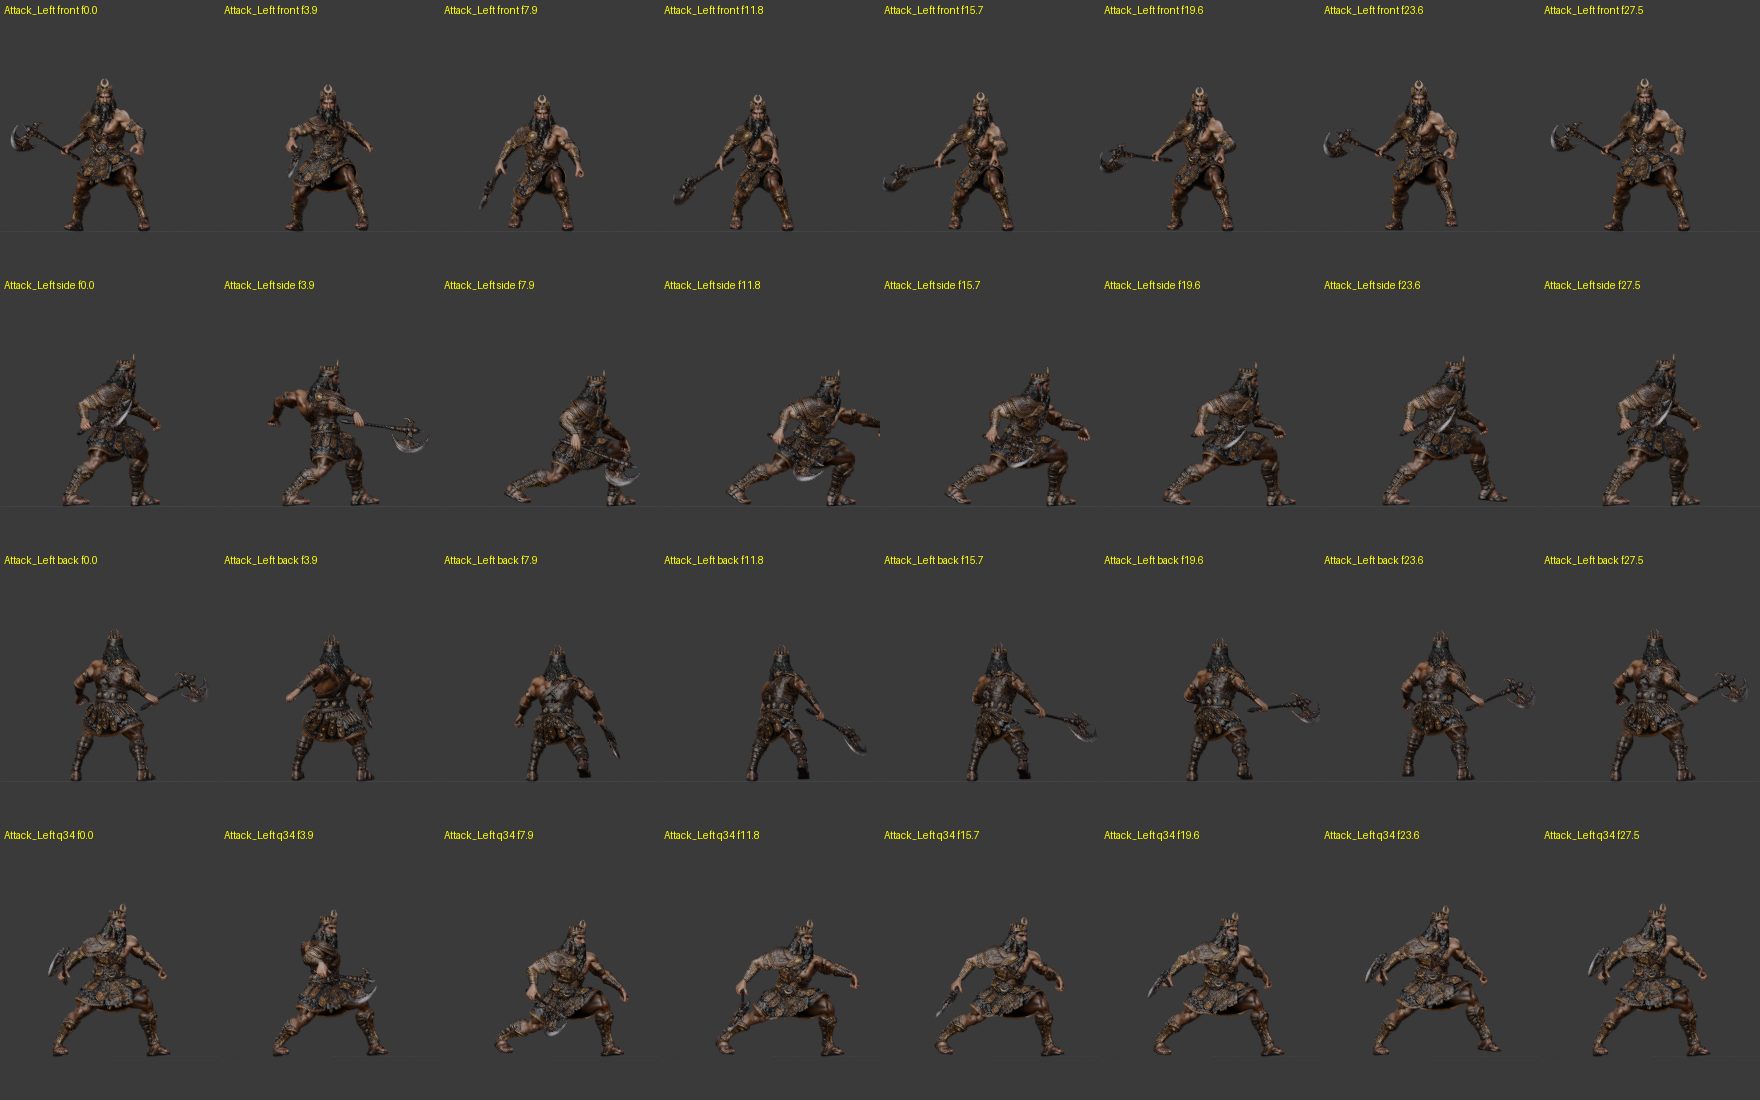 Attack_Left front f0.0
Attack_Left front f3.9
Attack_Left front f7.9
Attack_Left front f11.8
Attack_Left front f15.7
Attack_Left front f19.6
Attack_Left front f23.6
Attack_Left front f27.5
Attack_Left side f0.0
Attack_Left side f3.9
Attack_Left side f7.9
Attack_Left side f11.8
Attack_Left side f15.7
Attack_Left side f19.6
Attack_Left side f23.6
Attack_Left side f27.5
Attack_Left back f0.0
Attack_Left back f3.9
Attack_Left back f7.9
Attack_Left back f11.8
Attack_Left back f15.7
Attack_Left back f19.6
Attack_Left back f23.6
Attack_Left back f27.5
Attack_Left q34 f0.0
Attack_Left q34 f3.9
Attack_Left q34 f7.9
Attack_Left q34 f11.8
Attack_Left q34 f15.7
Attack_Left q34 f19.6
Attack_Left q34 f23.6
Attack_Left q34 f27.5